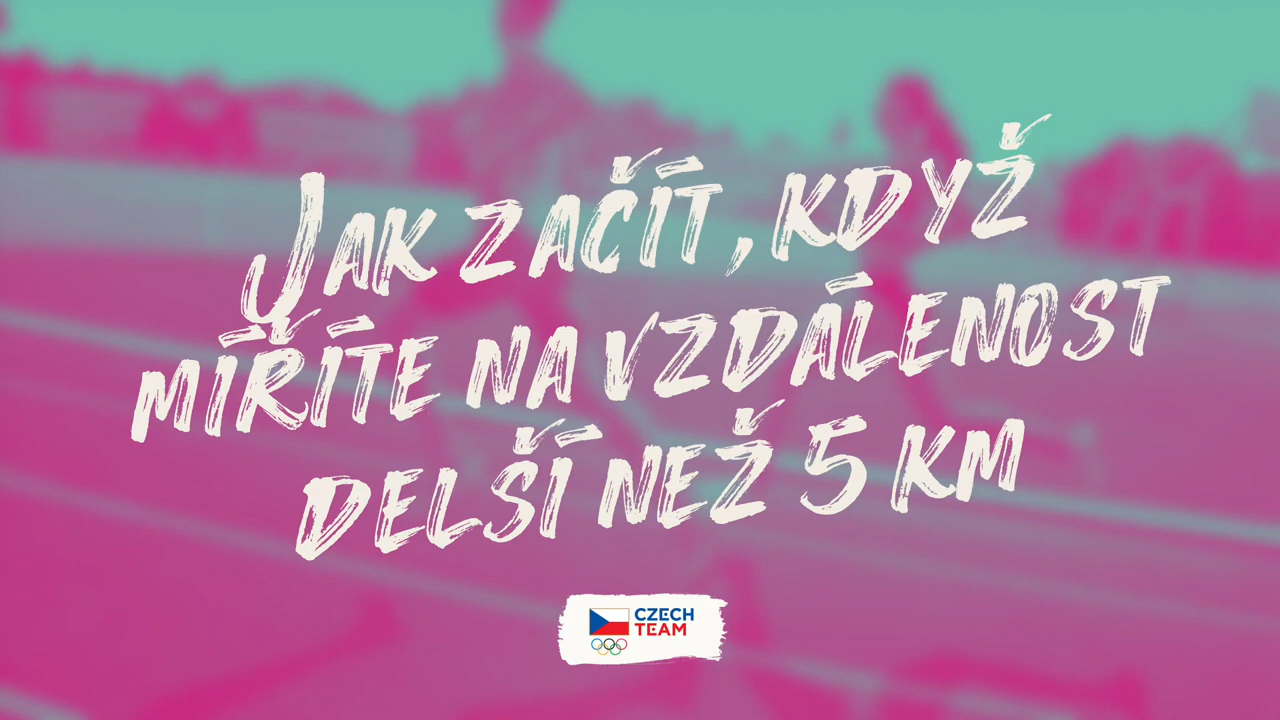 Jak začít, když
míříte na vzdálenost
delší než 5 km
CZECH
TEAM